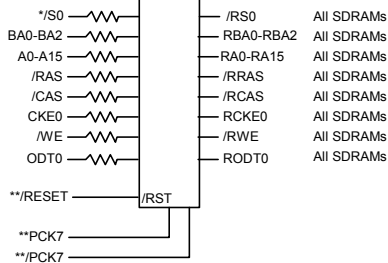 */S0 /RS0 All SDRAMs
BA0-BA2 RBA0-RBA2 All SDRAMs
A0-A15 RA0-RA15 All SDRAMs
/RAS /RRAS All SDRAMs
/CAS /RCAS All SDRAMs
CKE0 RCKE0 All SDRAMs
/WE /RWE All SDRAMs
ODT0 RODT0 All SDRAMs
**/RESET /RST
**PCK7
**/PCK7